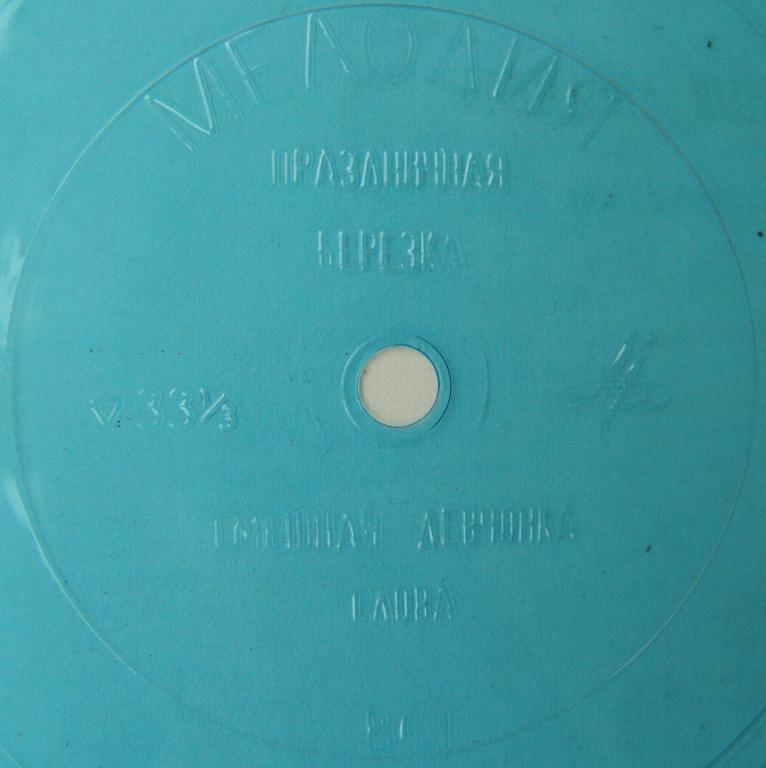 МЕЛОДИЯ
ПРАЗДНИЧНАЯ
БЕРЕЗКА
▽ 33⅓
СМЕШНАЯ ДЕВЧОНКА
СЛОВА